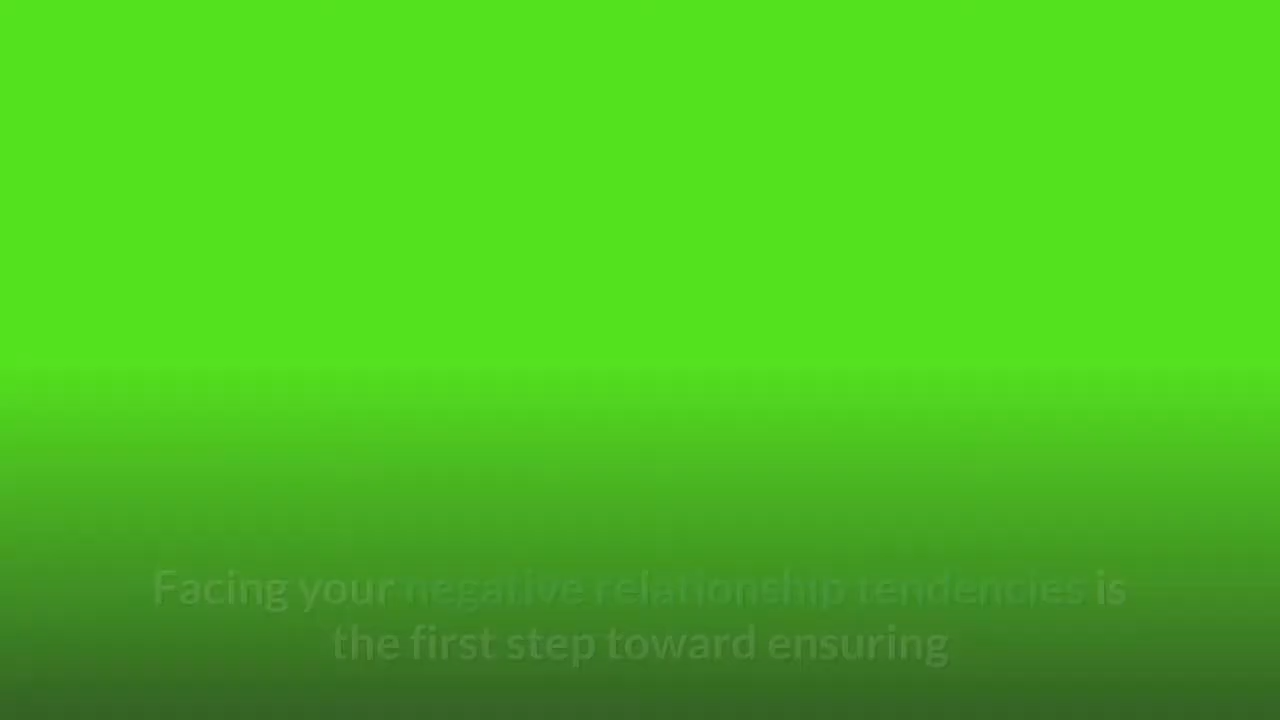 Facing your negative relationship tendencies is
the first step toward ensuring